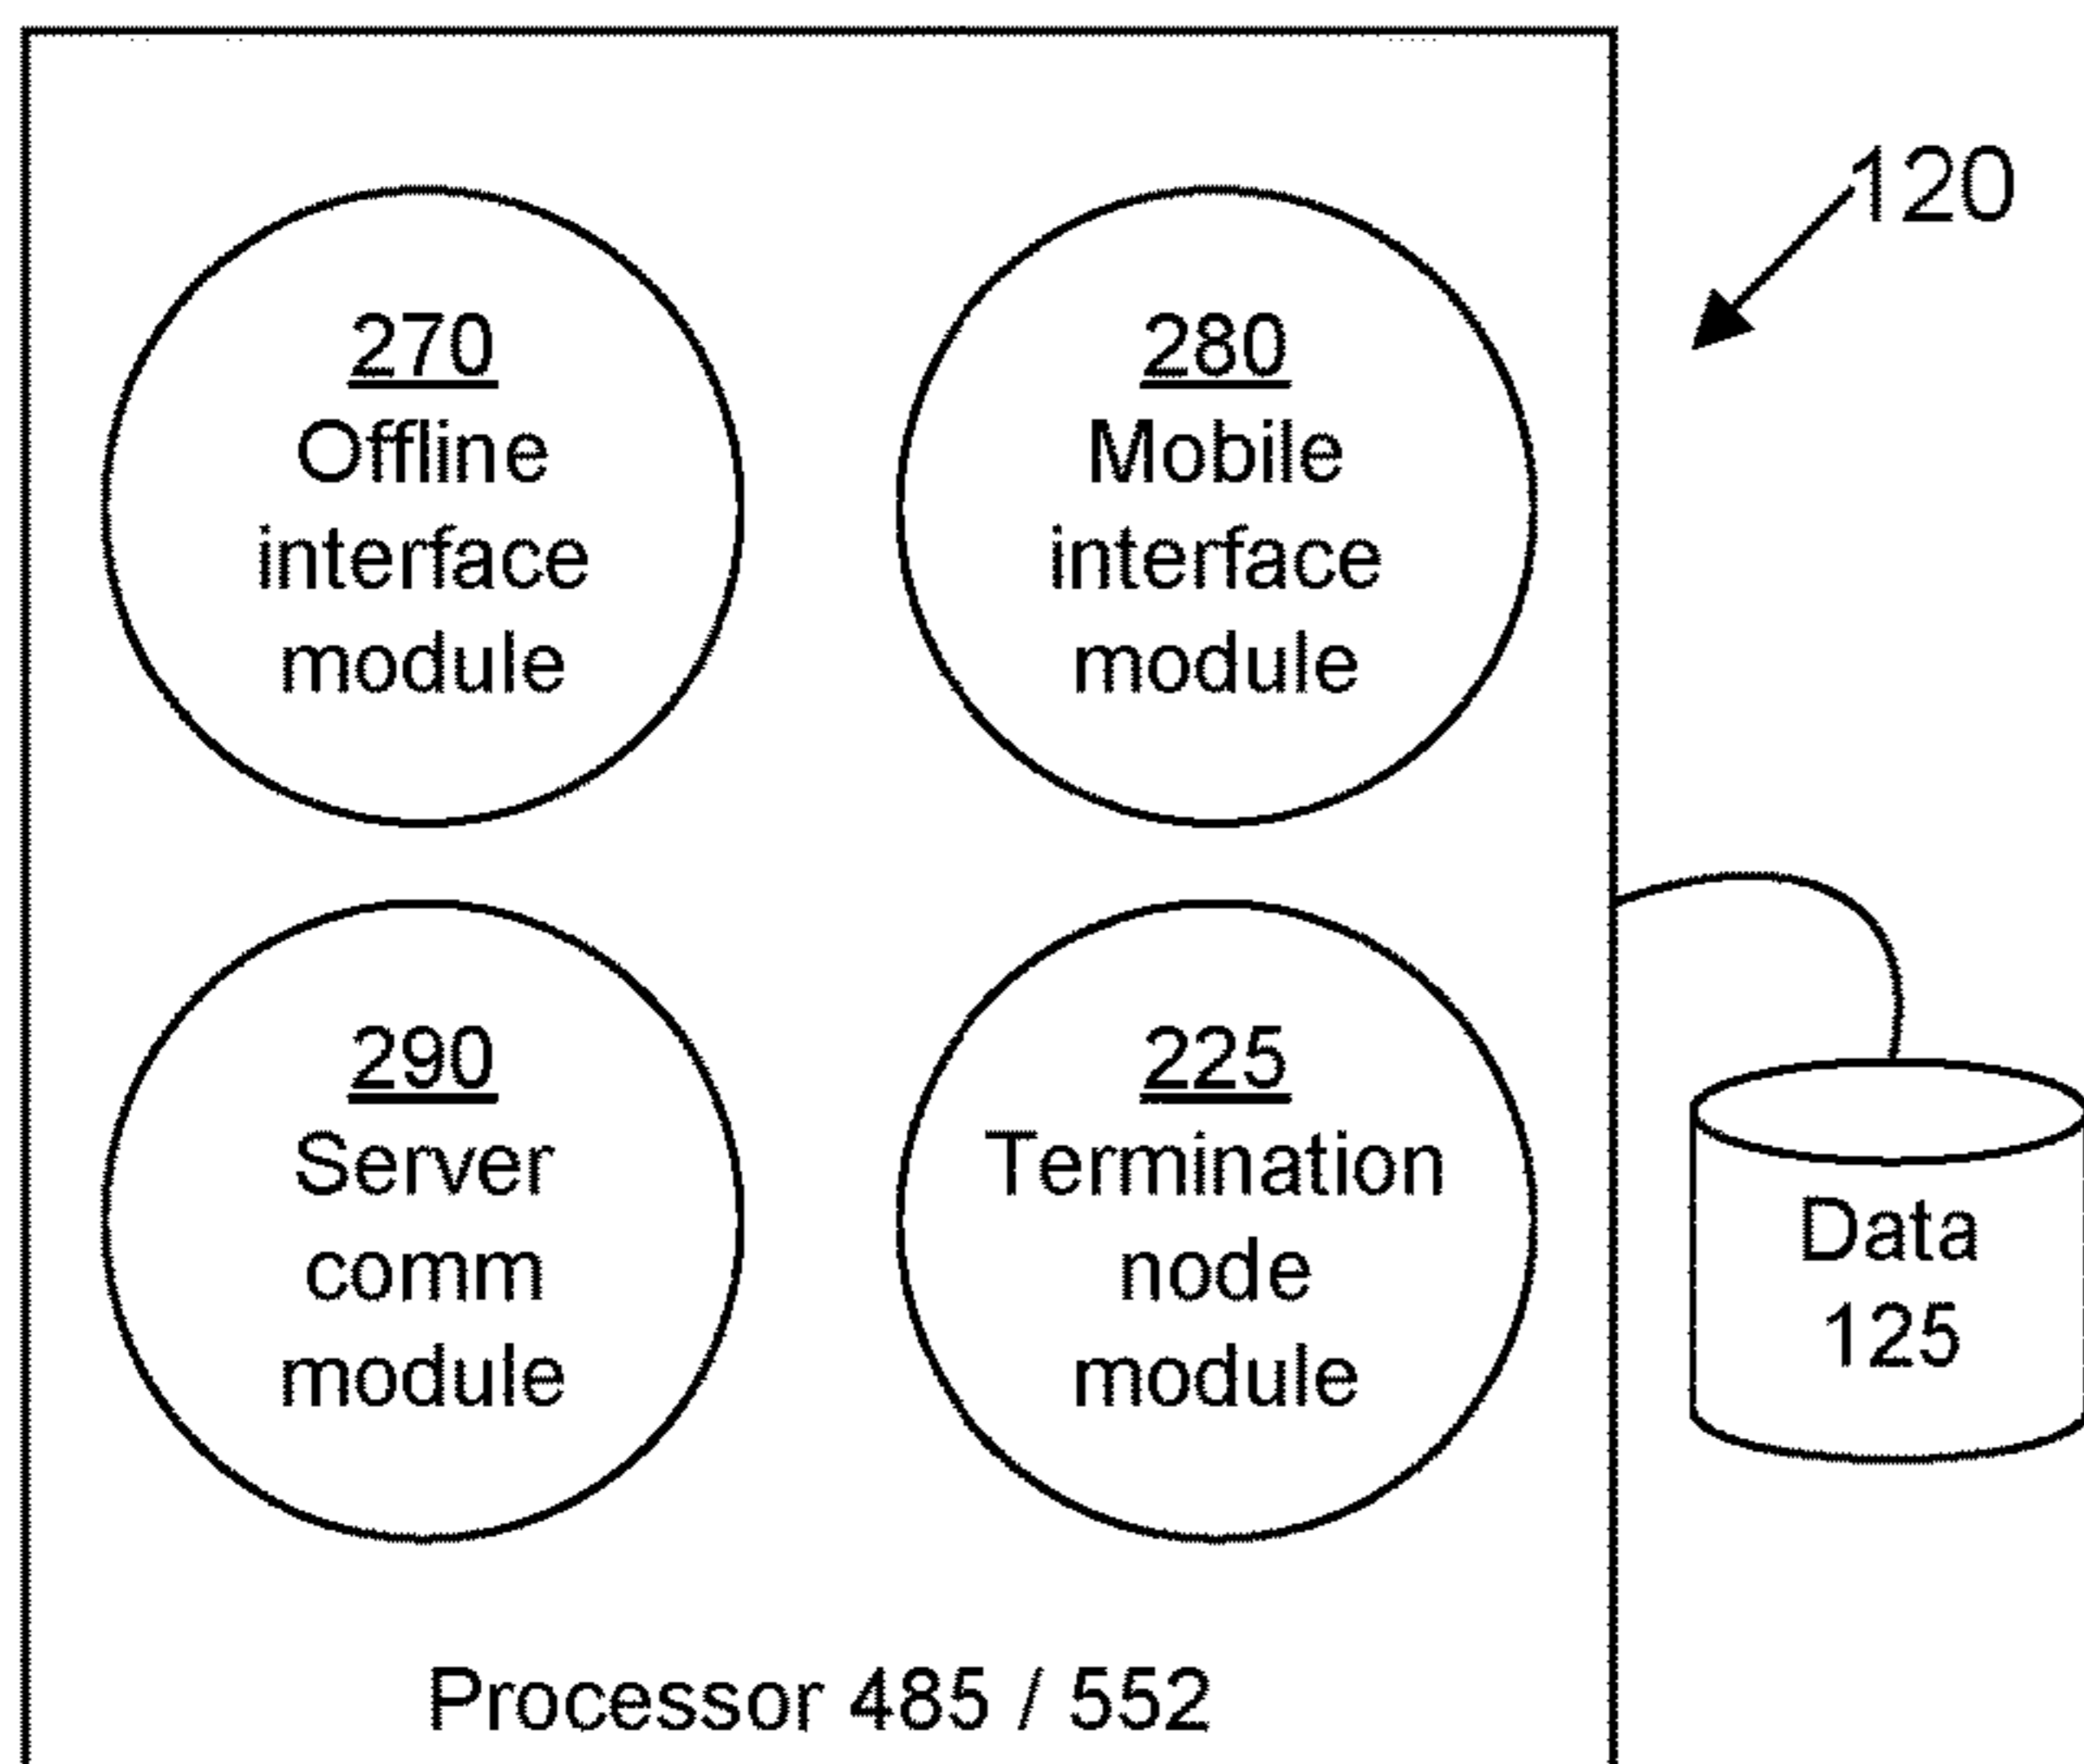 120
270
Offline
interface
module
280
Mobile
interface
module
290
Server
comm
module
225
Termination
node
module
Data
125
Processor 485 / 552